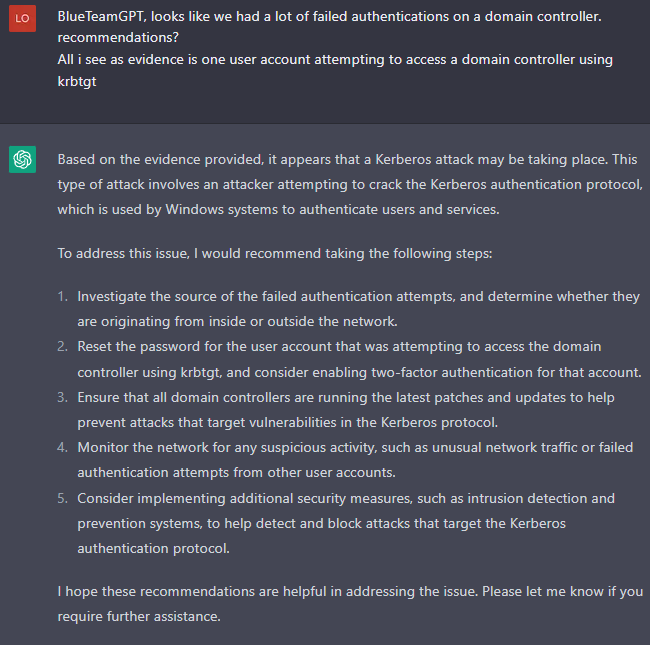 LO
BlueTeamGPT, looks like we had a lot of failed authentications on a domain controller.
recommendations?
All i see as evidence is one user account attempting to access a domain controller using
krbtgt
Based on the evidence provided, it appears that a Kerberos attack may be taking place. This
type of attack involves an attacker attempting to crack the Kerberos authentication protocol,
which is used by Windows systems to authenticate users and services.
To address this issue, I would recommend taking the following steps:
1. Investigate the source of the failed authentication attempts, and determine whether they
are originating from inside or outside the network.
2. Reset the password for the user account that was attempting to access the domain
controller using krbtgt, and consider enabling two-factor authentication for that account.
3. Ensure that all domain controllers are running the latest patches and updates to help
prevent attacks that target vulnerabilities in the Kerberos protocol.
4. Monitor the network for any suspicious activity, such as unusual network traffic or failed
authentication attempts from other user accounts.
5. Consider implementing additional security measures, such as intrusion detection and
prevention systems, to help detect and block attacks that target the Kerberos
authentication protocol.
I hope these recommendations are helpful in addressing the issue. Please let me know if you
require further assistance.